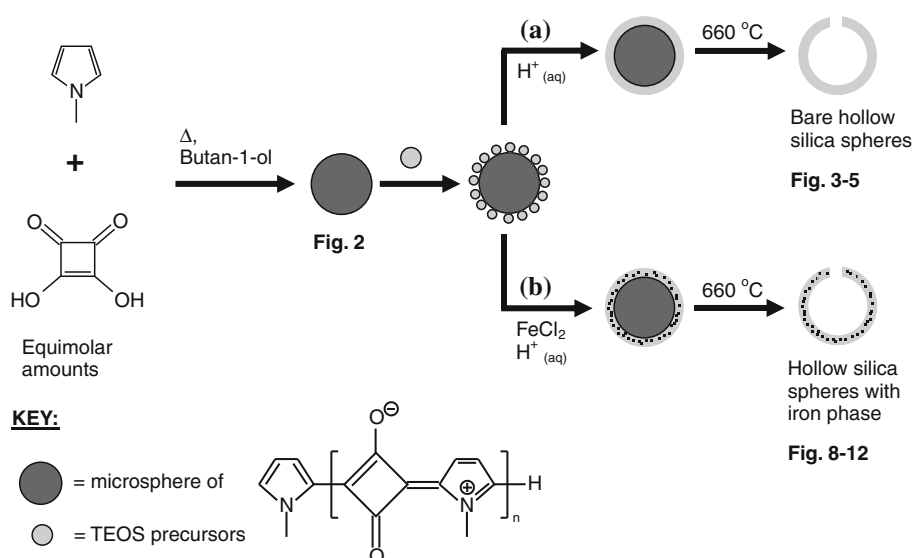 N
+
O
O
HO
OH
Equimolar
amounts
Δ,
Butan-1-ol
Fig. 2
(a)
H+ (aq)
660 °C
Bare hollow
silica spheres
Fig. 3-5
(b)
FeCl2
H+ (aq)
660 °C
Hollow silica
spheres with
iron phase
Fig. 8-12
KEY:
= microsphere of
N
O
⊖
O
N
⊕
H
n
= TEOS precursors